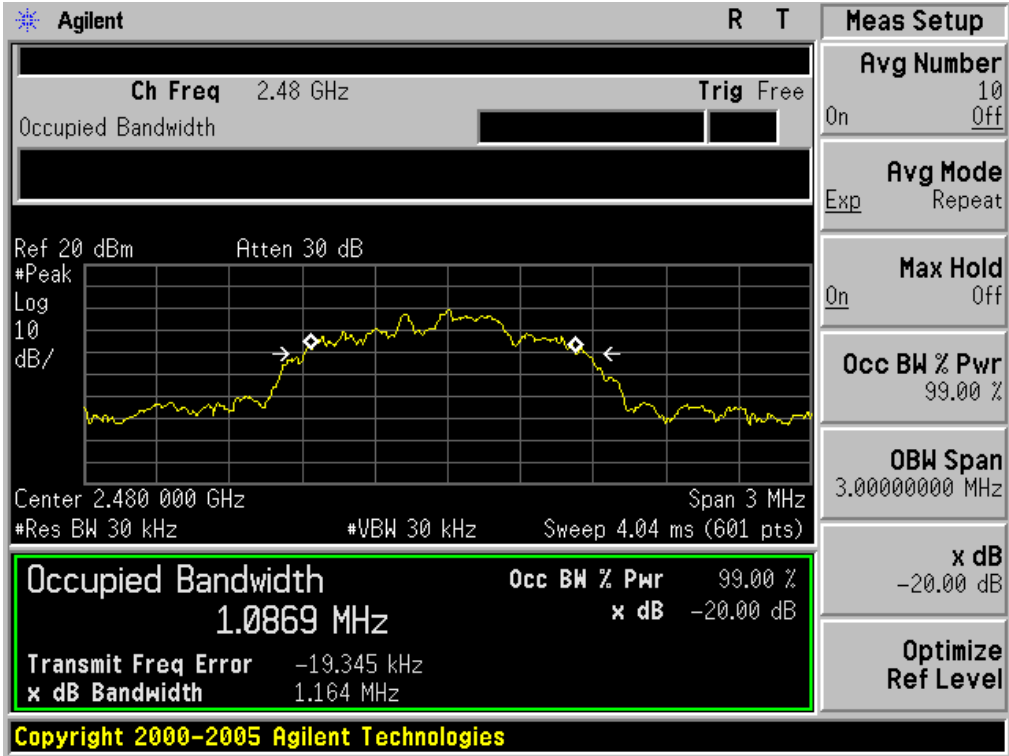 Agilent R T
Ch Freq 2.48 GHz Trig Free
Occupied Bandwidth
Ref 20 dBm Atten 30 dB
#Peak
Log
10
dB/
Center 2.480 000 GHz Span 3 MHz
#Res BW 30 kHz #VBW 30 kHz Sweep 4.04 ms (601 pts)
Occupied Bandwidth Occ BW % Pwr 99.00 %
1.0869 MHz x dB -20.00 dB
Transmit Freq Error -19.345 kHz
x dB Bandwidth 1.164 MHz
Copyright 2000-2005 Agilent Technologies
Meas Setup
Avg Number
10
On Off
Avg Mode
Exp Repeat
Max Hold
On Off
Occ BW % Pwr
99.00 %
OBW Span
3.00000000 MHz
x dB
-20.00 dB
Optimize
Ref Level